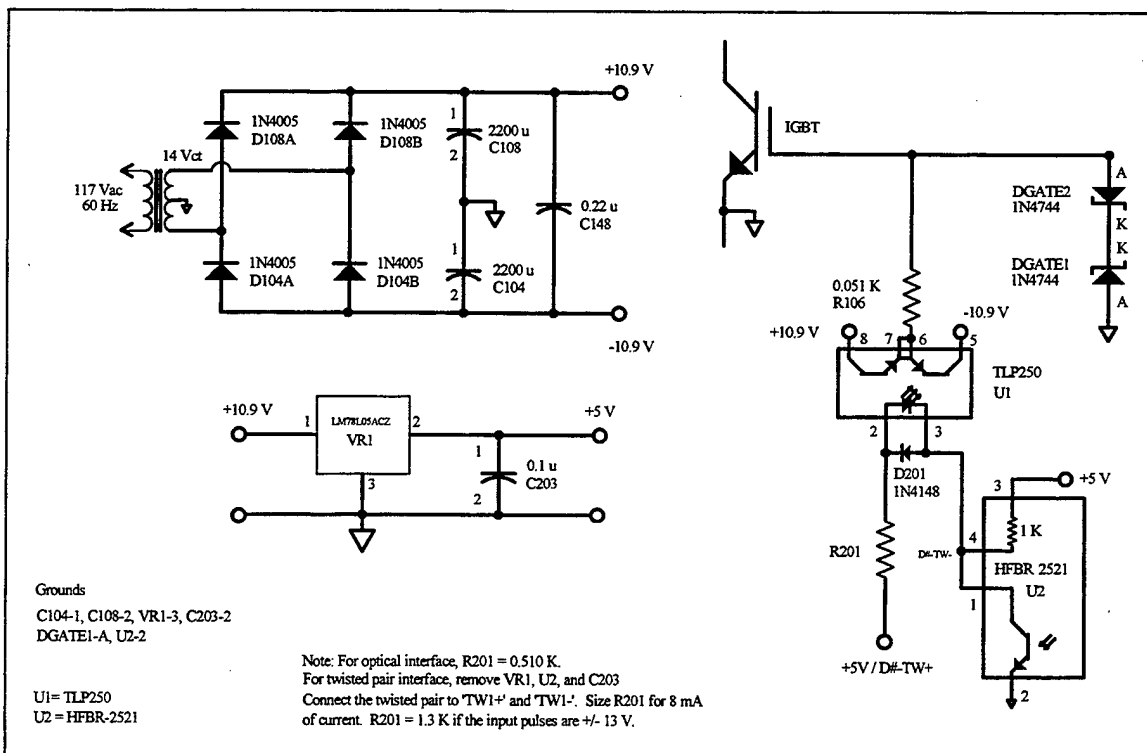 +10.9 V
1N4005
D108A
1N4005
D108B
1
2200 u
C108
2
14 Vct
117 Vac
60 Hz
0.22 u
C148
1N4005
D104A
1N4005
D104B
1
2200 u
C104
2
-10.9 V
IGBT
A
DGATE2
1N4744
K
K
DGATE1
1N4744
A
0.051 K
R106
+10.9 V
-10.9 V
8
7
6
5
TLP250
U1
2
3
D201
1N4148
3
+5 V
1 K
4
D#-TW-
HFBR 2521
U2
1
2
R201
+5V / D#-TW+
+10.9 V
1
LM78L05ACZ
VR1
2
+5 V
3
1
0.1 u
C203
2
Grounds
C104-1, C108-2, VR1-3, C203-2
DGATE1-A, U2-2
U1= TLP250
U2 = HFBR-2521
Note: For optical interface, R201 = 0.510 K.
For twisted pair interface, remove VR1, U2, and C203
Connect the twisted pair to 'TW1+' and 'TW1-'. Size R201 for 8 mA
of current. R201 = 1.3 K if the input pulses are +/- 13 V.